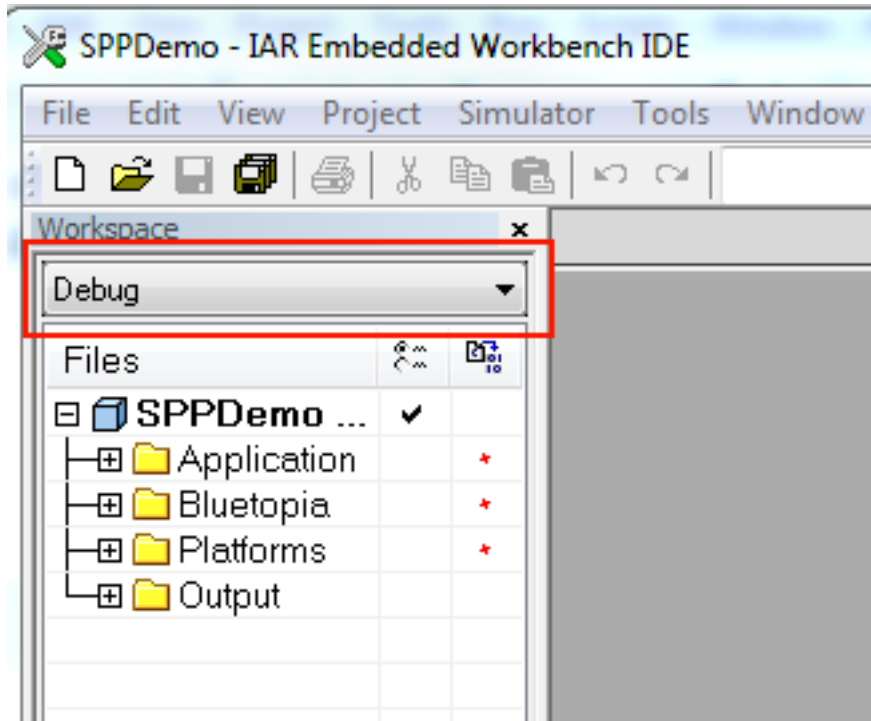 SPPDemo - IAR Embedded Workbench IDE
File Edit View Project Simulator Tools Window
Workspace
Debug
Files
SPPDemo ...
Application
Bluetopia
Platforms
Output